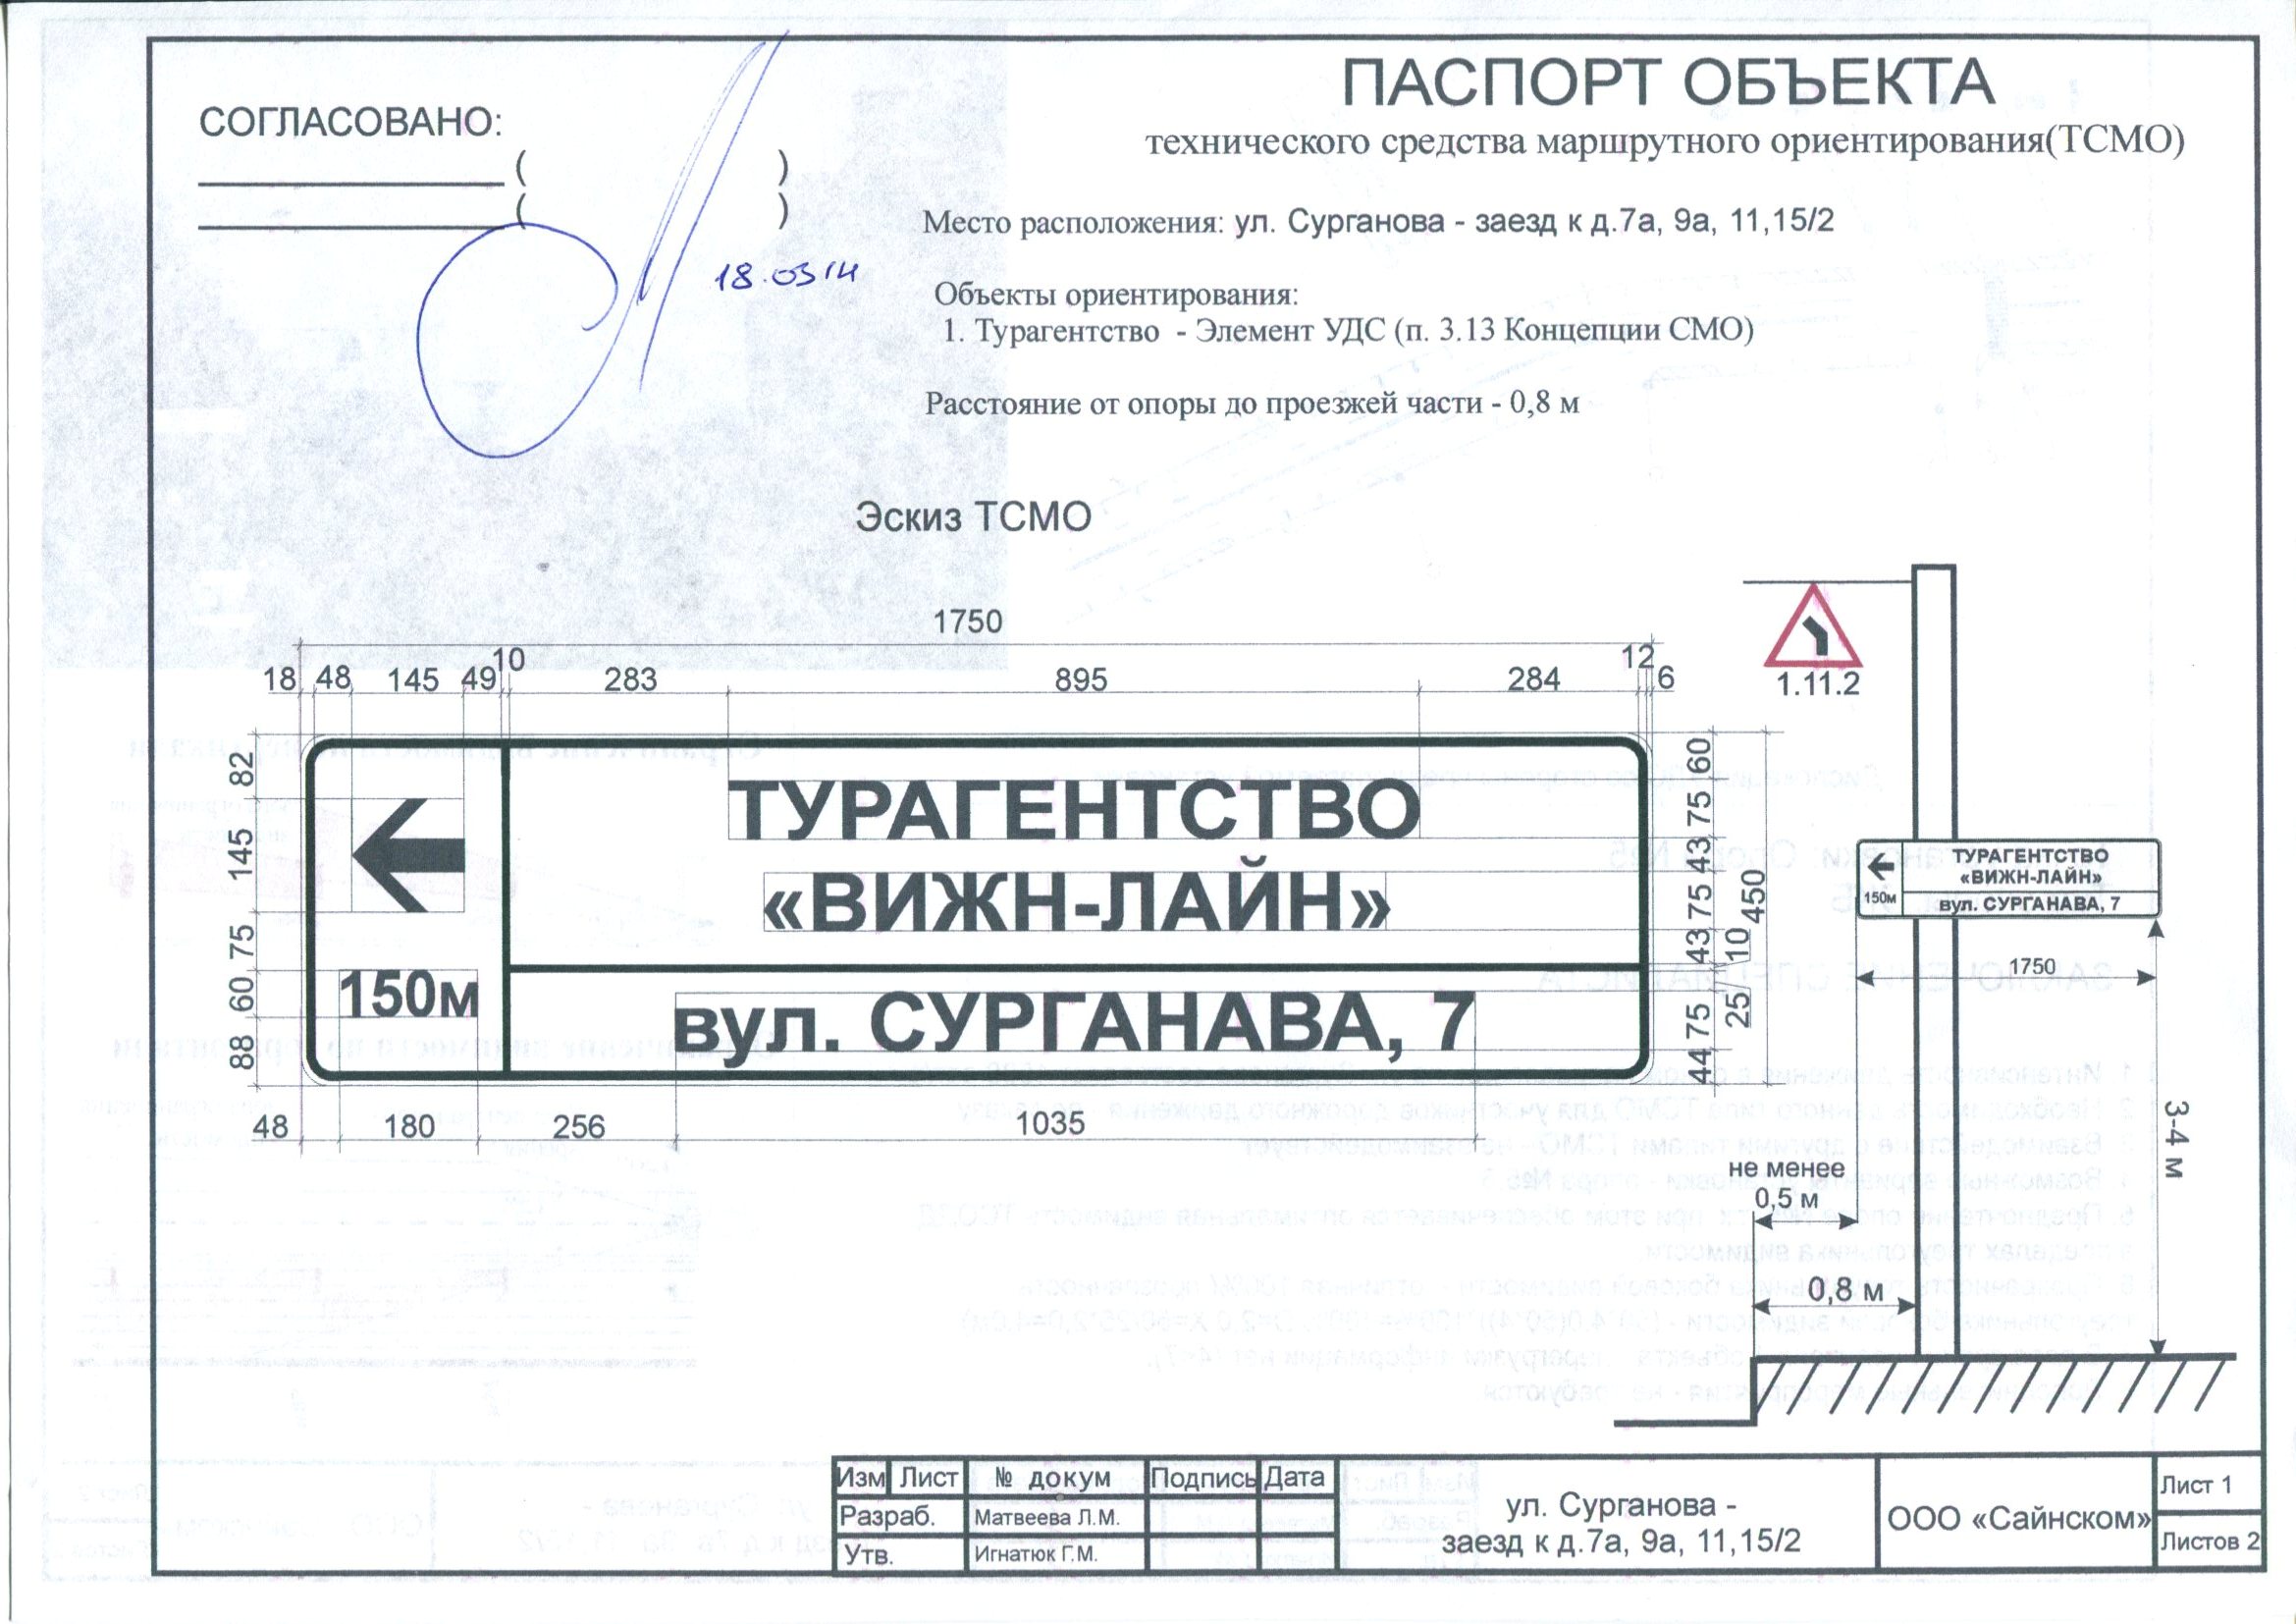 СОГЛАСОВАНО:
( )
( )
18.03 14
ПАСПОРТ ОБЪЕКТА
технического средства маршрутного ориентирования(ТСМО)
Место расположения: ул. Сурганова - заезд к д.7а, 9а, 11,15/2
Объекты ориентирования:
1. Турагентство - Элемент УДС (п. 3.13 Концепции СМО)
Расстояние от опоры до проезжей части - 0,8 м
Эскиз ТСМО
1750
18 48 145 49 10 283 895 284 12 6
82 145 75 60 88
ТУРАГЕНТСТВО
«ВИЖН-ЛАЙН»
150м
вул. СУРГАНАВА, 7
60 75 43 75 43 10 25 75 44 450
48 180 256 1035
1.11.2
ТУРАГЕНТСТВО
«ВИЖН-ЛАЙН»
150м
вул. СУРГАНАВА, 7
1750
3-4 м
не менее
0,5 м
0,8 м
Изм Лист № докум Подпись Дата
Разраб. Матвеева Л.М.
Утв. Игнатюк Г.М.
ул. Сурганова -
заезд к д.7а, 9а, 11,15/2
ООО «Сайнском»
Лист 1
Листов 2